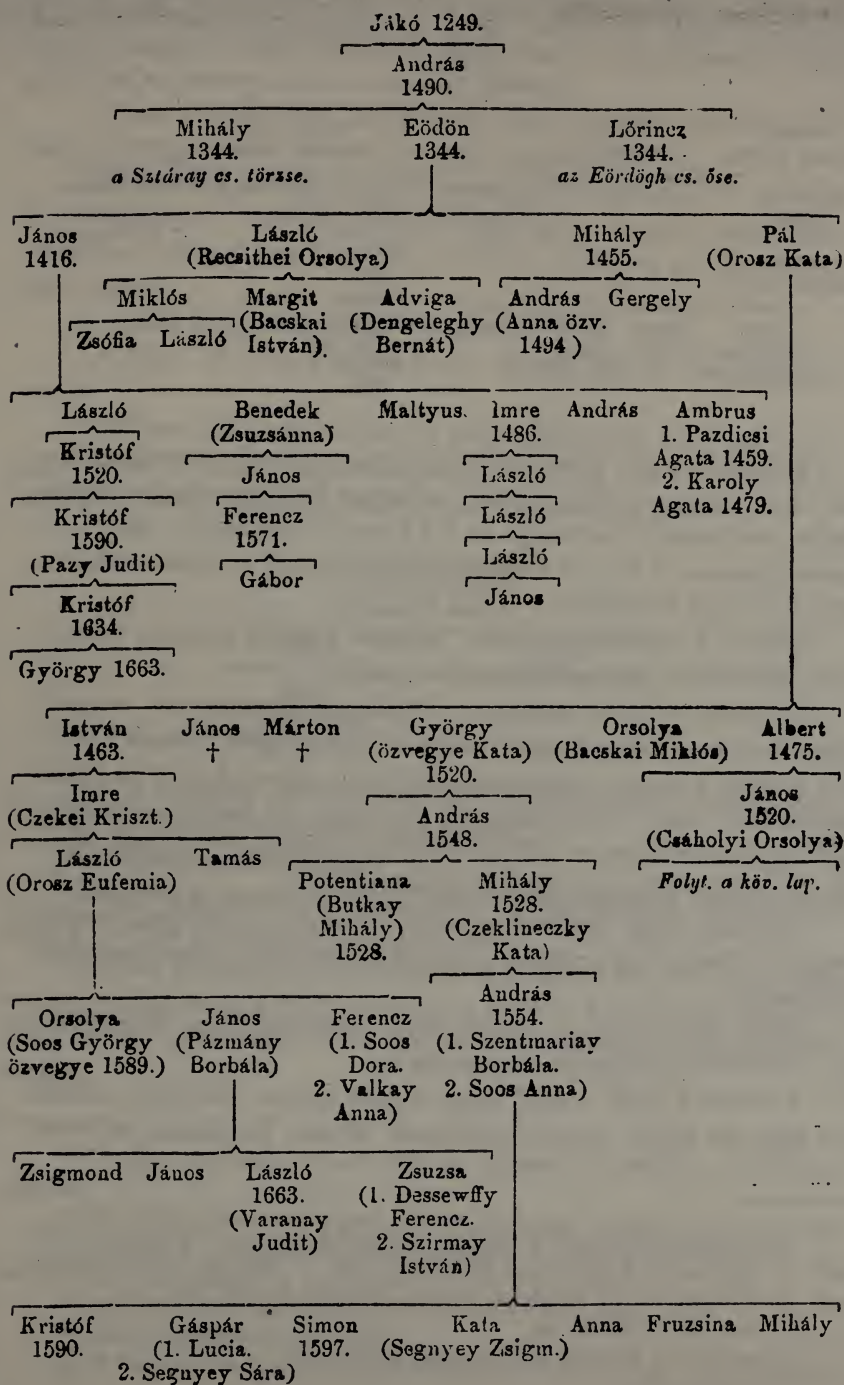 Jákó 1249.
András
1490.
Mihály Eödön Lőrincz
1344. 1344. 1344.
a Sztáray cs. törzse. az Eördögh cs. őse.
János László Mihály Pál
1416. (Recsithei Orsolya) 1455. (Orosz Kata)
Miklós Margit Adviga András Gergely
(Bacskai (Dengeleghy (Anna özv.
Zsófia László István). Bernát) 1494)
László Benedek Maltyus. Imre András Ambrus
(Zsuzsánna) 1486. 1. Pazdicsi
Kristóf Agata 1459.
1520. János László 2. Karoly
Agata 1479.
Kristóf Ferencz László
1590. 1571.
(Pazy Judit) László
Gábor
Kristóf János
1634.
György 1663.
István János Márton György Orsolya Albert
1463. † † (özvegye Kata) (Bacskai Miklós) 1475.
1520.
Imre János
(Czekei Kriszt.) András 1520.
1548. (Csáholyi Orsolya)
László Tamás
(Orosz Eufemia) Potentiana Mihály Folyt. a köv. lap.
(Butkay 1528.
Mihály) (Czeklineczky
1528. Kata)
András
Orsolya János Ferencz 1554.
(Soos György (Pázmány (1. Soos (1. Szentmariay
özvegye 1589.) Borbála) Dora. Borbála.
2. Valkay 2. Soos Anna)
Anna)
Zsigmond János László Zsuzsa
1663. (1. Dessewffy
(Varanay Ferencz.
Judit) 2. Szirmay
István)
Kristóf Gáspár Simon Kata Anna Fruzsina Mihály
1590. (1. Lucia. 1597. (Segnyey Zsigm.)
2. Segnyey Sára)